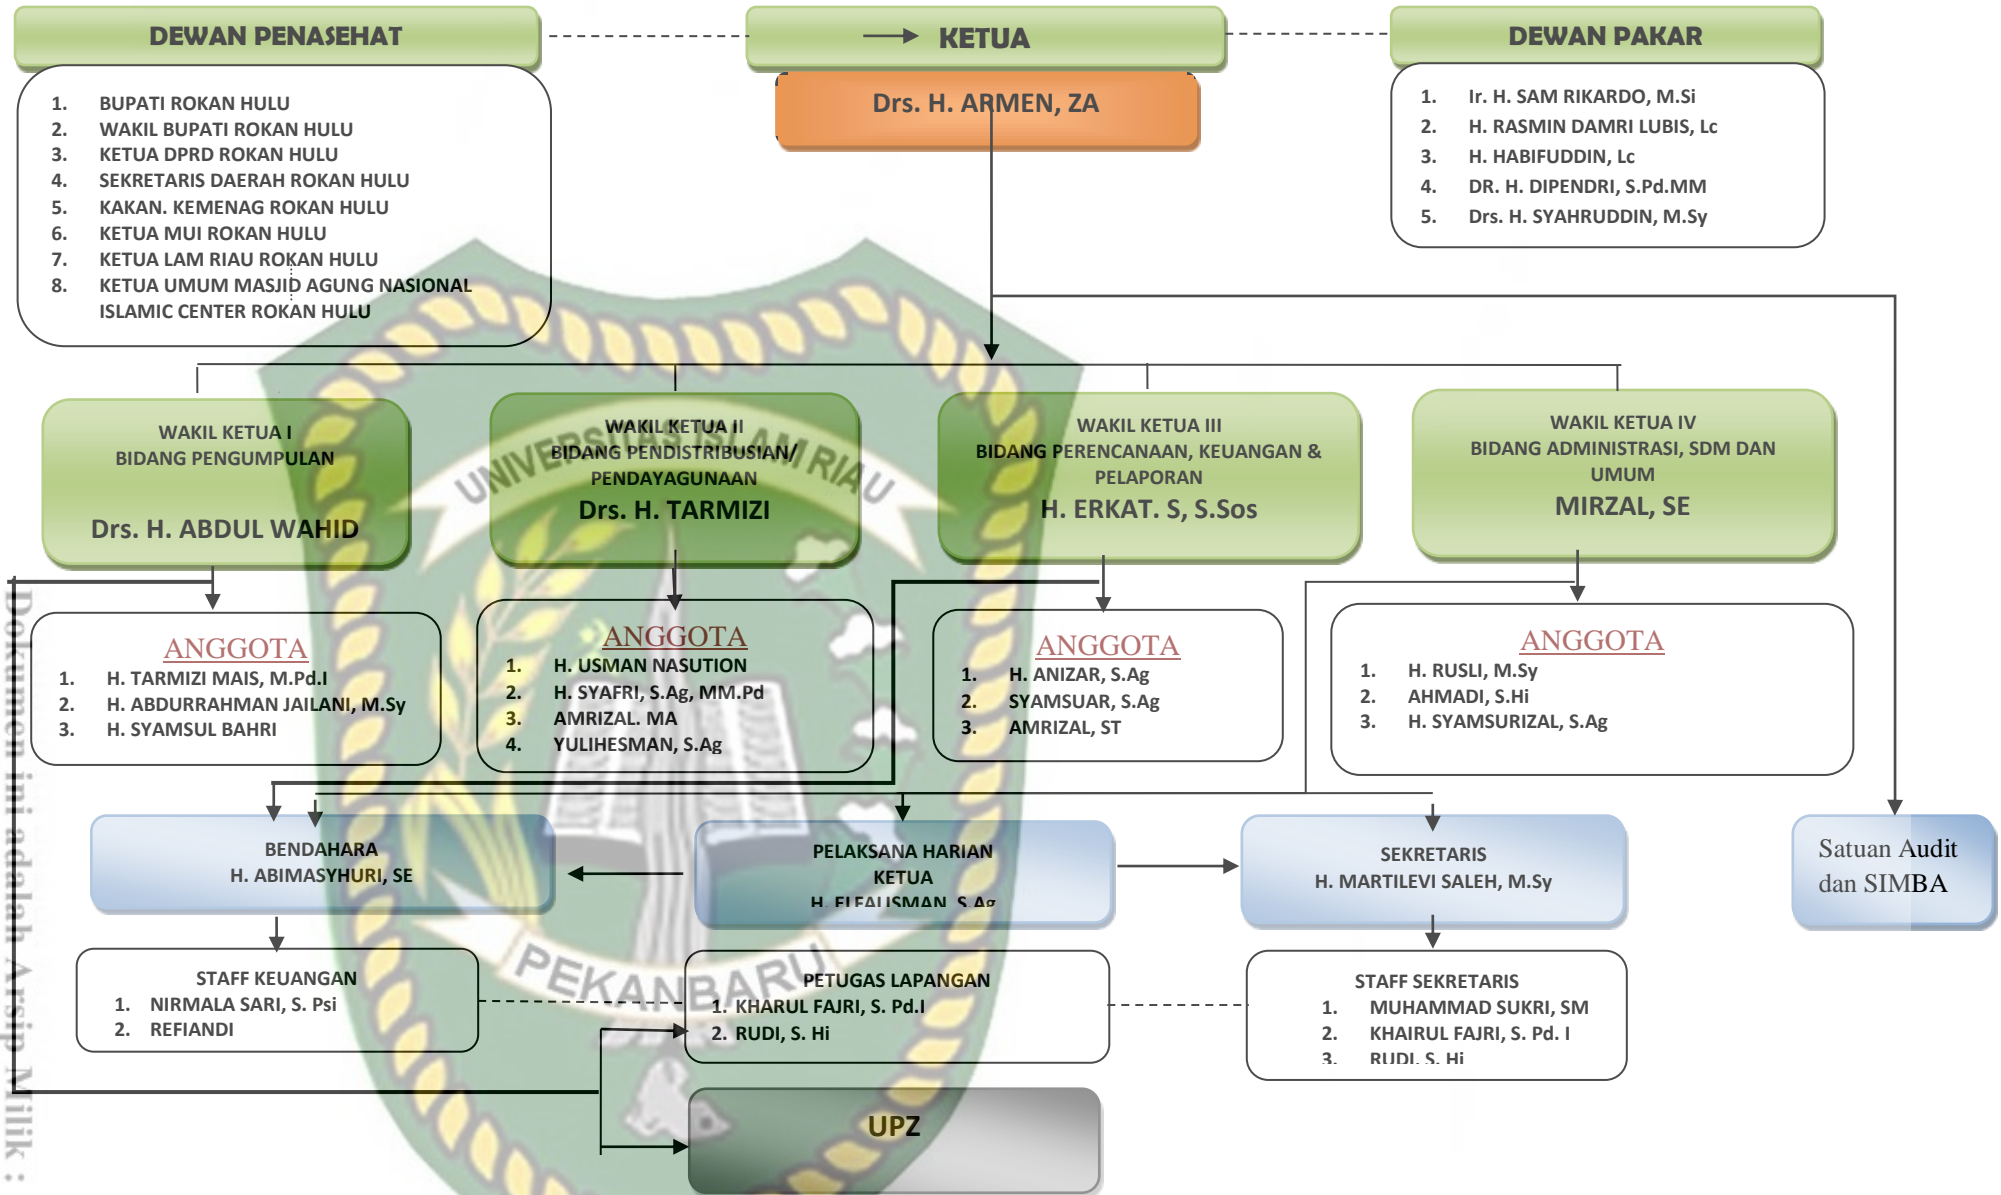 DEWAN PENASEHAT
1. BUPATI ROKAN HULU
2. WAKIL BUPATI ROKAN HULU
3. KETUA DPRD ROKAN HULU
4. SEKRETARIS DAERAH ROKAN HULU
5. KAKAN. KEMENAG ROKAN HULU
6. KETUA MUI ROKAN HULU
7. KETUA LAM RIAU ROKAN HULU
8. KETUA UMUM MASJID AGUNG NASIONAL
ISLAMIC CENTER ROKAN HULU
KETUA
Drs. H. ARMEN, ZA
DEWAN PAKAR
1. Ir. H. SAM RIKARDO, M.Si
2. H. RASMIN DAMRI LUBIS, Lc
3. H. HABIFUDDIN, Lc
4. DR. H. DIPENDRI, S.Pd.MM
5. Drs. H. SYAHRUDDIN, M.Sy
WAKIL KETUA I
BIDANG PENGUMPULAN
Drs. H. ABDUL WAHID
WAKIL KETUA II
BIDANG PENDISTRIBUSIAN/
PENDAYAGUNAAN
Drs. H. TARMIZI
WAKIL KETUA III
BIDANG PERENCANAAN, KEUANGAN &
PELAPORAN
H. ERKAT. S, S.Sos
WAKIL KETUA IV
BIDANG ADMINISTRASI, SDM DAN
UMUM
MIRZAL, SE
UNIVERSITAS ISLAM RIAU
ANGGOTA
1. H. TARMIZI MAIS, M.Pd.I
2. H. ABDURRAHMAN JAILANI, M.Sy
3. H. SYAMSUL BAHRI
ANGGOTA
1. H. USMAN NASUTION
2. H. SYAFRI, S.Ag, MM.Pd
3. AMRIZAL. MA
4. YULIHESMAN, S.Ag
ANGGOTA
1. H. ANIZAR, S.Ag
2. SYAMSUAR, S.Ag
3. AMRIZAL, ST
ANGGOTA
1. H. RUSLI, M.Sy
2. AHMADI, S.Hi
3. H. SYAMSURIZAL, S.Ag
BENDAHARA
H. ABIMASYHURI, SE
PELAKSANA HARIAN
KETUA
H. S.Ag
SEKRETARIS
H. MARTILEVI SALEH, M.Sy
Satuan Audit
dan SIMBA
PEKANBARU
STAFF KEUANGAN
1. NIRMALA SARI, S. Psi
2. REFIANDI
PETUGAS LAPANGAN
1. KHARUL FAJRI, S. Pd.I
2. RUDI, S. Hi
STAFF SEKRETARIS
1. MUHAMMAD SUKRI, SM
2. KHAIRUL FAJRI, S. Pd. I
3. RUDI, S. Hi
UPZ
Dokumen ini adalah Arsip Milik :